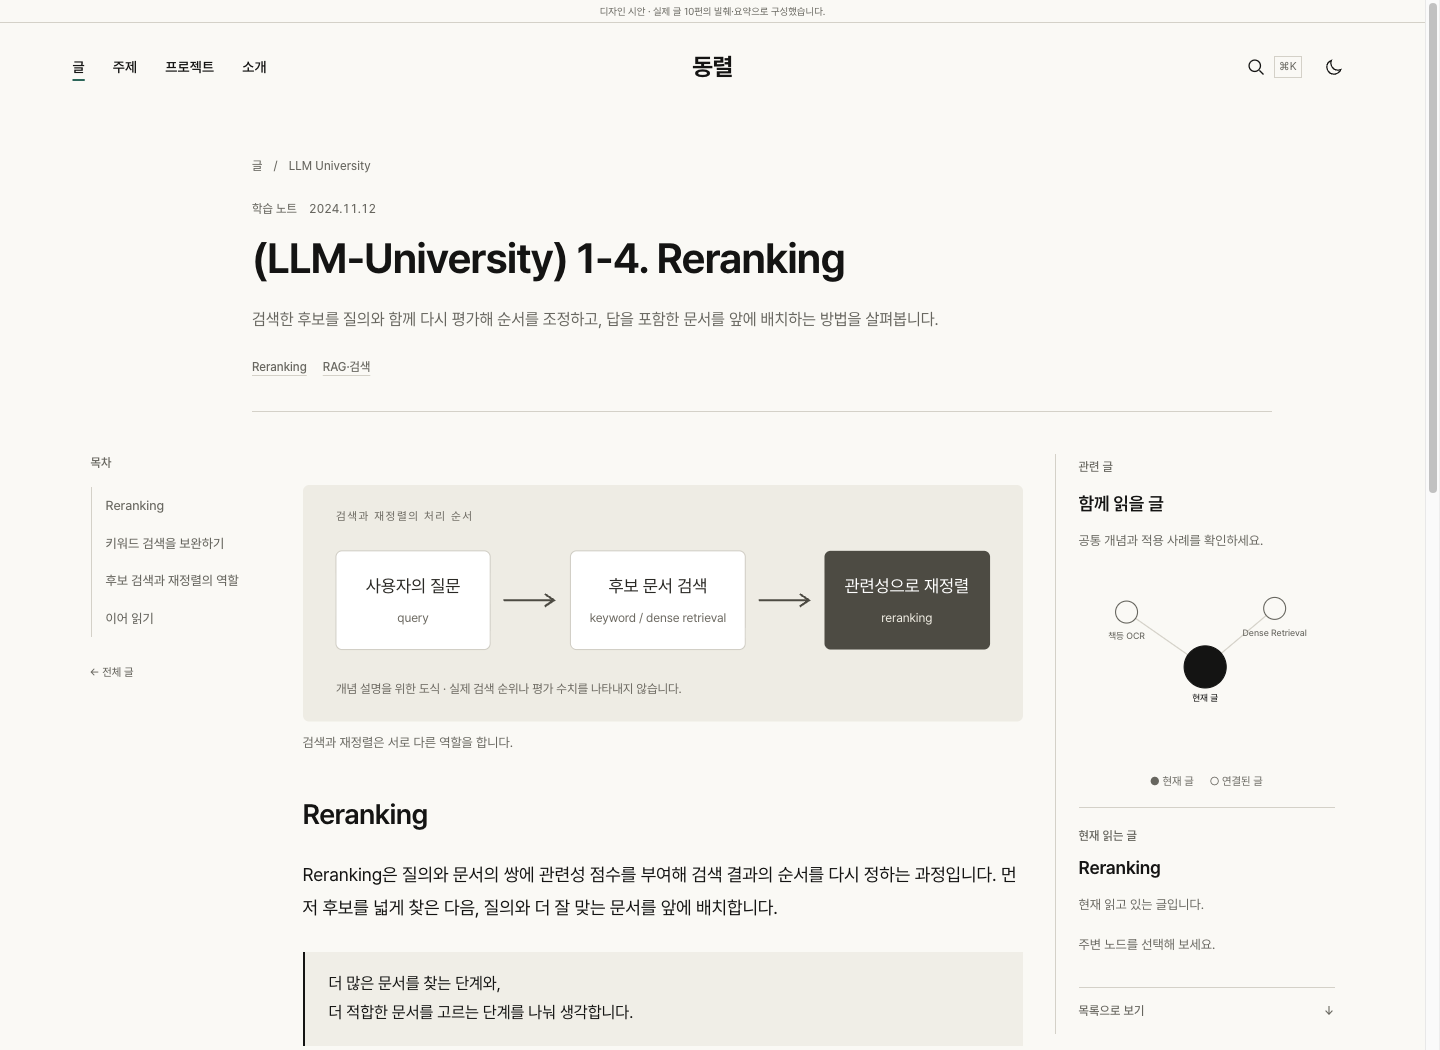 디자인 시안 · 실제 글 10편의 발췌·요약으로 구성했습니다.
글
주제
프로젝트
소개
동렬
⌘K
글 / LLM University
학습 노트 2024.11.12
(LLM-University) 1-4. Reranking
검색한 후보를 질의와 함께 다시 평가해 순서를 조정하고, 답을 포함한 문서를 앞에 배치하는 방법을 살펴봅니다.
Reranking RAG·검색
목차
Reranking
키워드 검색을 보완하기
후보 검색과 재정렬의 역할
이어 읽기
← 전체 글
검색과 재정렬의 처리 순서
사용자의 질문
query
후보 문서 검색
keyword / dense retrieval
관련성으로 재정렬
reranking
개념 설명을 위한 도식 · 실제 검색 순위나 평가 수치를 나타내지 않습니다.
검색과 재정렬은 서로 다른 역할을 합니다.
Reranking
Reranking은 질의와 문서의 쌍에 관련성 점수를 부여해 검색 결과의 순서를 다시 정하는 과정입니다. 먼
저 후보를 넓게 찾은 다음, 질의와 더 잘 맞는 문서를 앞에 배치합니다.
더 많은 문서를 찾는 단계와,
더 적합한 문서를 고르는 단계를 나눠 생각합니다.
관련 글
함께 읽을 글
공통 개념과 적용 사례를 확인하세요.
책등 OCR
Dense Retrieval
현재 글
● 현재 글 ○ 연결된 글
현재 읽는 글
Reranking
현재 읽고 있는 글입니다.
주변 노드를 선택해 보세요.
목록으로 보기 ↓